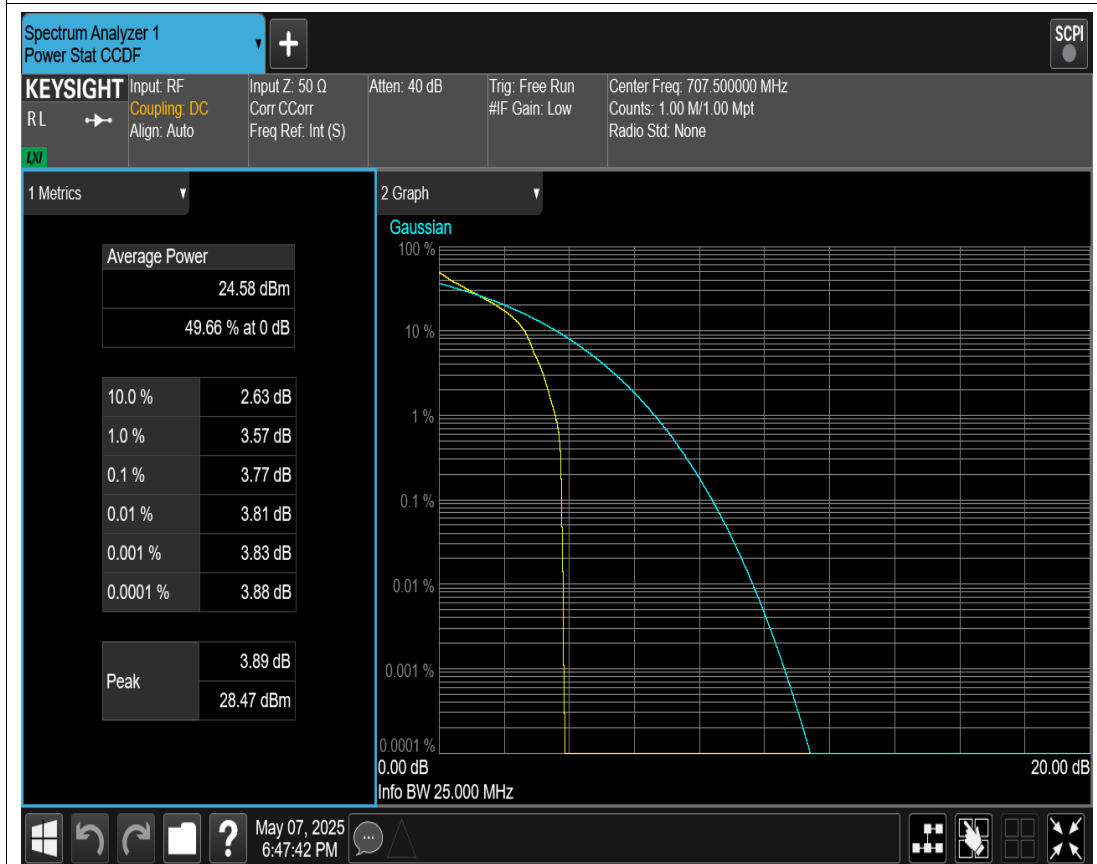 Spectrum Analyzer 1
Power Stat CCDF
SCPI
KEYSIGHT
RL
LXI
Input: RF
Coupling: DC
Align: Auto
Input Z: 50 Ω
Corr CCorr
Freq Ref: Int (S)
Atten: 40 dB
Trig: Free Run
#IF Gain: Low
Center Freq: 707.500000 MHz
Counts: 1.00 M/1.00 Mpt
Radio Std: None
1 Metrics
Average Power
24.58 dBm
49.66 % at 0 dB
10.0 % 3.63 dB
1.0 % 3.57 dB
0.1 % 3.77 dB
0.01 % 3.81 dB
0.001 % 3.83 dB
0.0001 % 3.88 dB
Peak
3.89 dB
28.47 dBm
2 Graph
Gaussian
100 %
10 %
1 %
0.1 %
0.01 %
0.001 %
0.0001 %
0.00 dB
20.00 dB
Info BW 25.000 MHz
?
May 07, 2025
6:47:42 PM